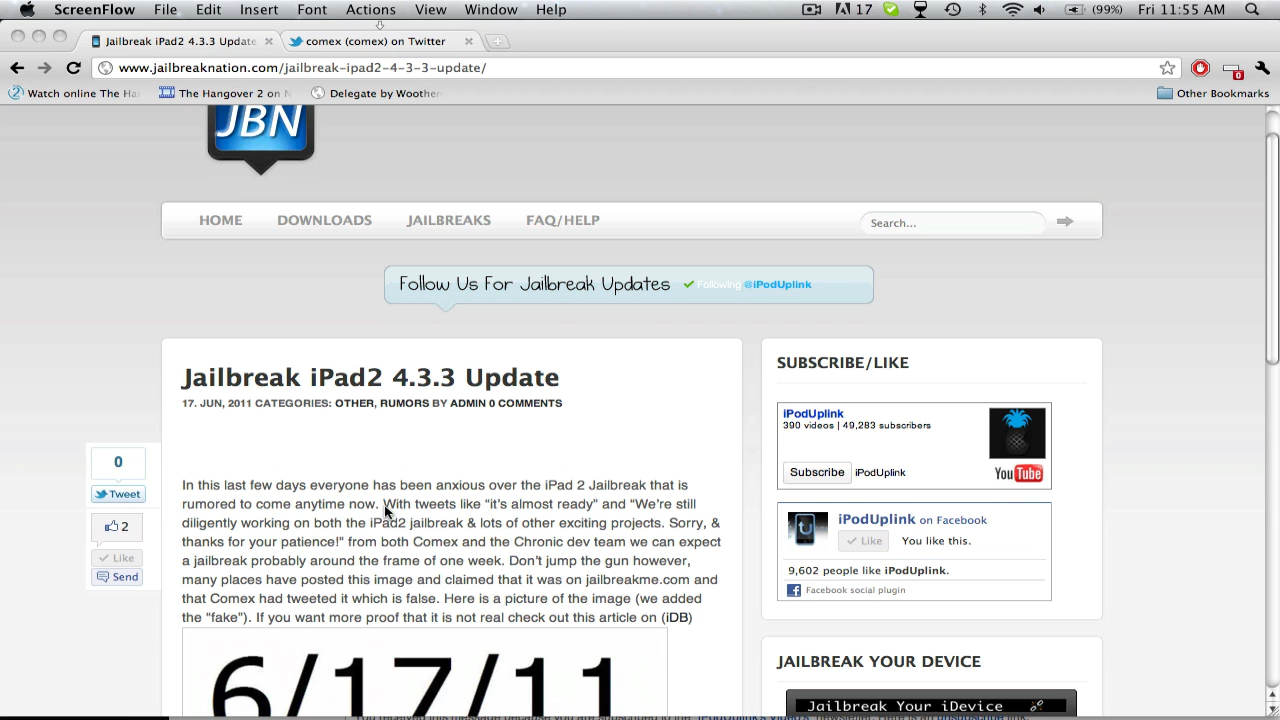 ScreenFlow File Edit Insert Font Actions View Window Help 17 (99%) Fri 11:55 AM
Jailbreak iPad2 4.3.3 Update comex (comex) on Twitter
www.jailbreaknation.com/jailbreak-ipad2-4-3-3-update/
Watch online The Ha The Hangover 2 on Delegate by Woother Other Bookmarks
JBN
HOME DOWNLOADS JAILBREAKS FAQ/HELP Search...
Follow Us For Jailbreak Updates Following @iPodUplink
Jailbreak iPad2 4.3.3 Update
17. JUN, 2011 CATEGORIES: OTHER, RUMORS BY ADMIN 0 COMMENTS
0
Tweet
2
Like
Send
In this last few days everyone has been anxious over the iPad 2 Jailbreak that is
rumored to come anytime now. With tweets like “it’s almost ready” and “We’re still
diligently working on both the iPad2 jailbreak & lots of other exciting projects. Sorry, &
thanks for your patience!” from both Comex and the Chronic dev team we can expect
a jailbreak probably around the frame of one week. Don’t jump the gun however,
many places have posted this image and claimed that it was on jailbreakme.com and
that Comex had tweeted it which is false. Here is a picture of the image (we added
the “fake”). If you want more proof that it is not real check out this article on (iDB)
6/17/11
SUBSCRIBE/LIKE
iPodUplink
390 videos | 49,283 subscribers
Subscribe iPodUplink
YouTube
iPodUplink on Facebook
Like You like this.
9,602 people like iPodUplink.
Facebook social plugin
JAILBREAK YOUR DEVICE
Jailbreak Your iDevice